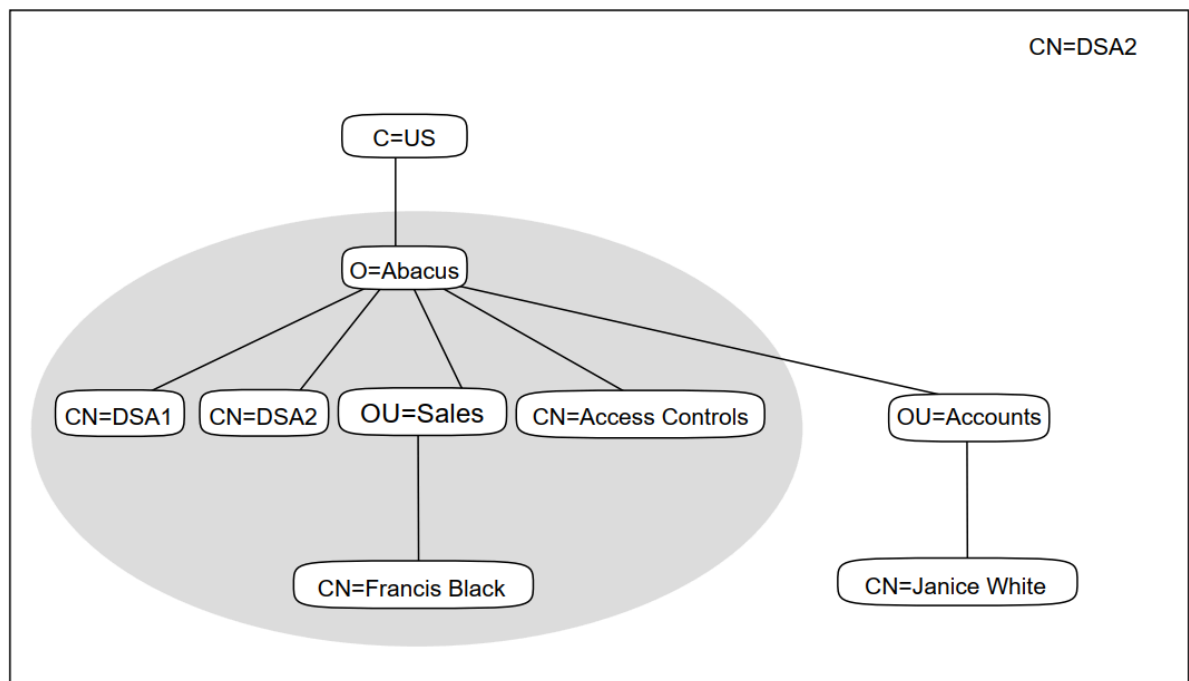 CN=DSA2
C=US
O=Abacus
CN=DSA1
CN=DSA2
OU=Sales
CN=Access Controls
OU=Accounts
CN=Francis Black
CN=Janice White